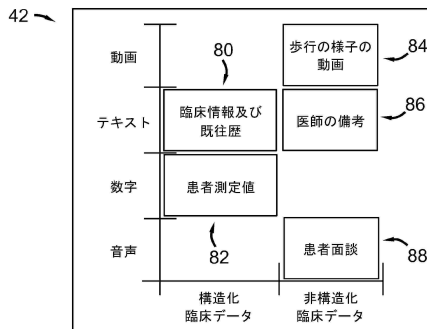 42
80
動画
歩行の様子の
動画
84
テキスト
臨床情報及び
既往歴
医師の備考
86
数字
患者測定値
82
音声
患者面談
88
構造化
臨床データ
非構造化
臨床データ